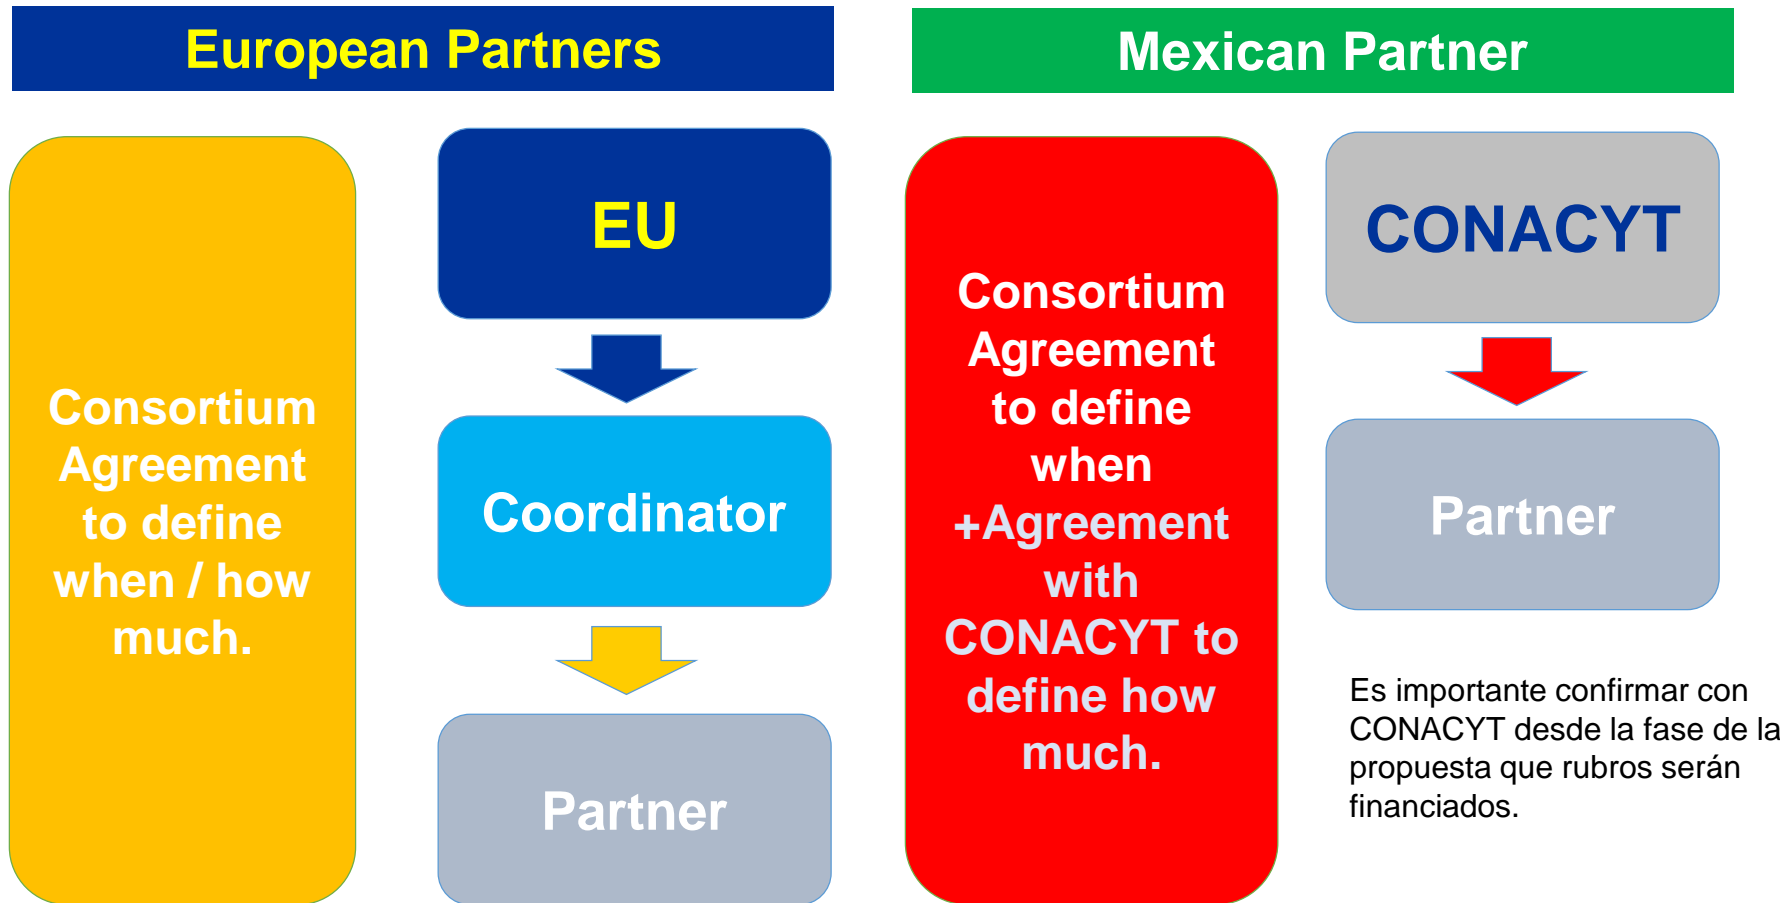 European Partners
Mexican Partner
Consortium
Agreement
to define
when / how
much.
EU
Coordinator
Partner
Consortium
Agreement
to define
when
+Agreement
with
CONACYT to
define how
much.
CONACYT
Partner
Es importante confirmar con
CONACYT desde la fase de la
propuesta que rubros serán
financiados.